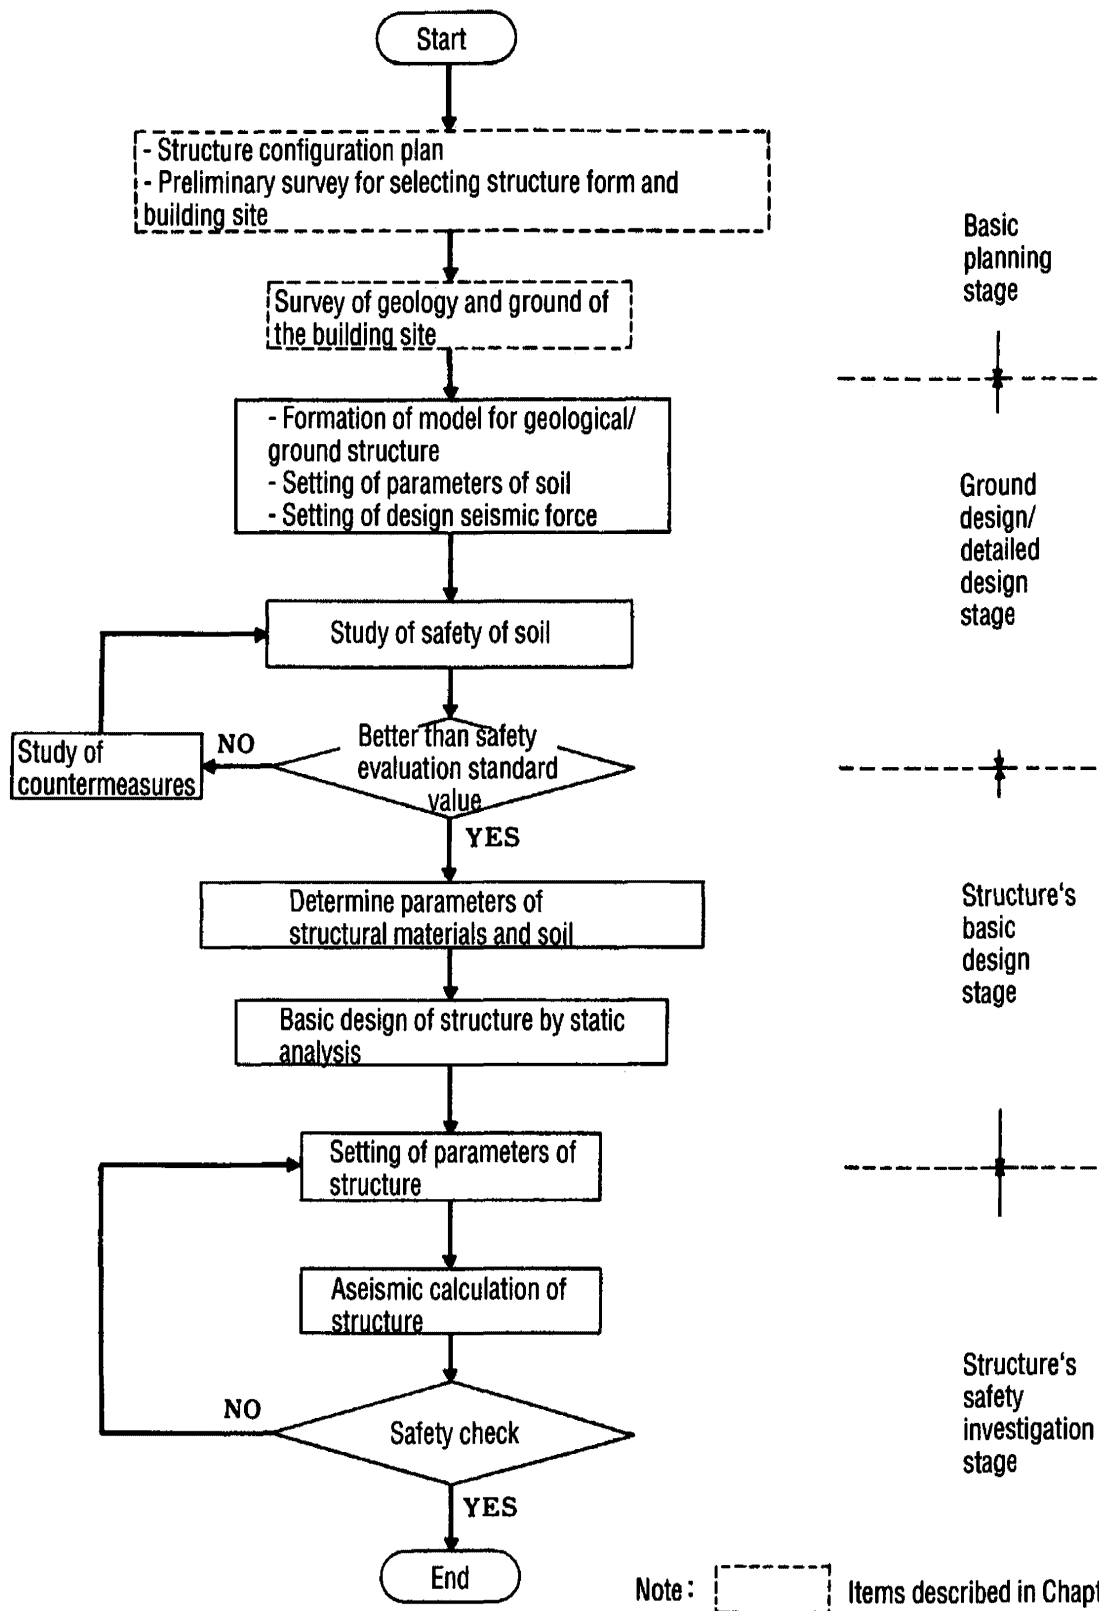 Start
- Structure configuration plan
- Preliminary survey for selecting structure form and
building site
Basic
planning
stage
Survey of geology and ground of
the building site
- Formation of model for geological/
ground structure
- Setting of parameters of soil
- Setting of design seismic force
Ground
design/
detailed
design
stage
Study of safety of soil
Study of
countermeasures
NO
Better than safety
evaluation standard
value
YES
Determine parameters of
structural materials and soil
Structure's
basic
design
stage
Basic design of structure by static
analysis
Setting of parameters of
structure
Aseismic calculation of
structure
Structure's
safety
investigation
stage
NO
Safety check
YES
End
Note: Items described in Chapt